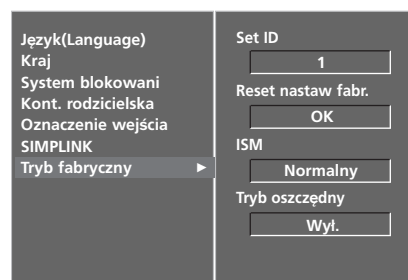 Język(Language)
Kraj
System blokowani
Kont. rodzicielska
Oznaczenie wejścia
SIMPLINK
Tryb fabryczny ►
Set ID
1
Reset nastaw fabr.
OK
ISM
Normalny
Tryb oszczędny
Wył.